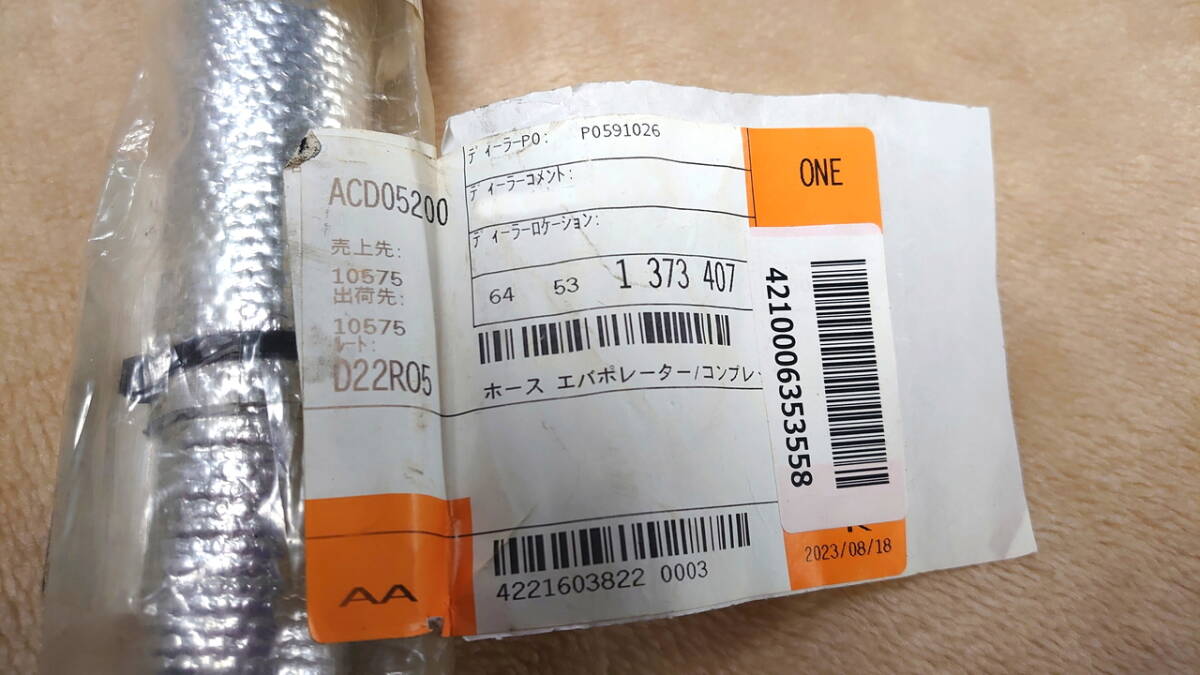 ACD05200
売上先:
10575
出荷先:
10575
ルート:
D22R05
AA
ディーラーPO: P0591026
ディーラーコメント:
ディーラーロケーション:
64 53 1 373 407
ホース エバポレーター/コンプレ
4221603822 0003
ONE
4210006353558
2023/08/18